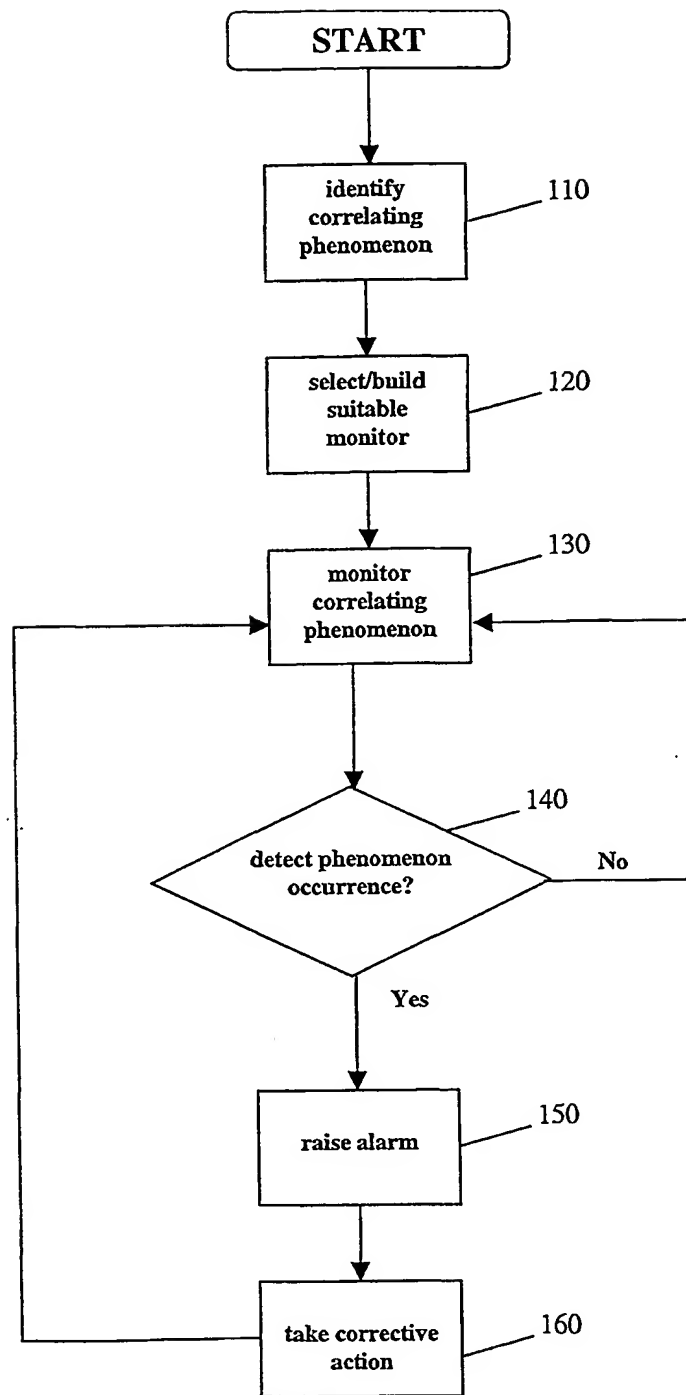 START
identify
correlating
phenomenon
110
select/build
suitable
monitor
120
monitor
correlating
phenomenon
130
detect phenomenon
occurrence?
140
No
Yes
raise alarm
150
take corrective
action
160